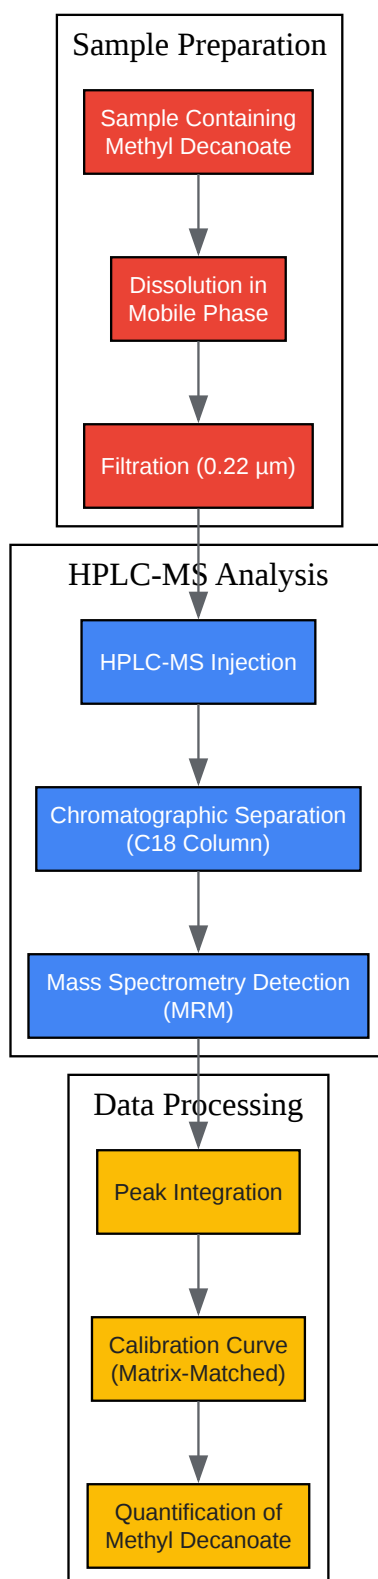 Sample Preparation
Sample Containing
Methyl Decanoate
Dissolution in
Mobile Phase
Filtration (0.22 µm)
HPLC-MS Analysis
HPLC-MS Injection
Chromatographic Separation
(C18 Column)
Mass Spectrometry Detection
(MRM)
Data Processing
Peak Integration
Calibration Curve
(Matrix-Matched)
Quantification of
Methyl Decanoate